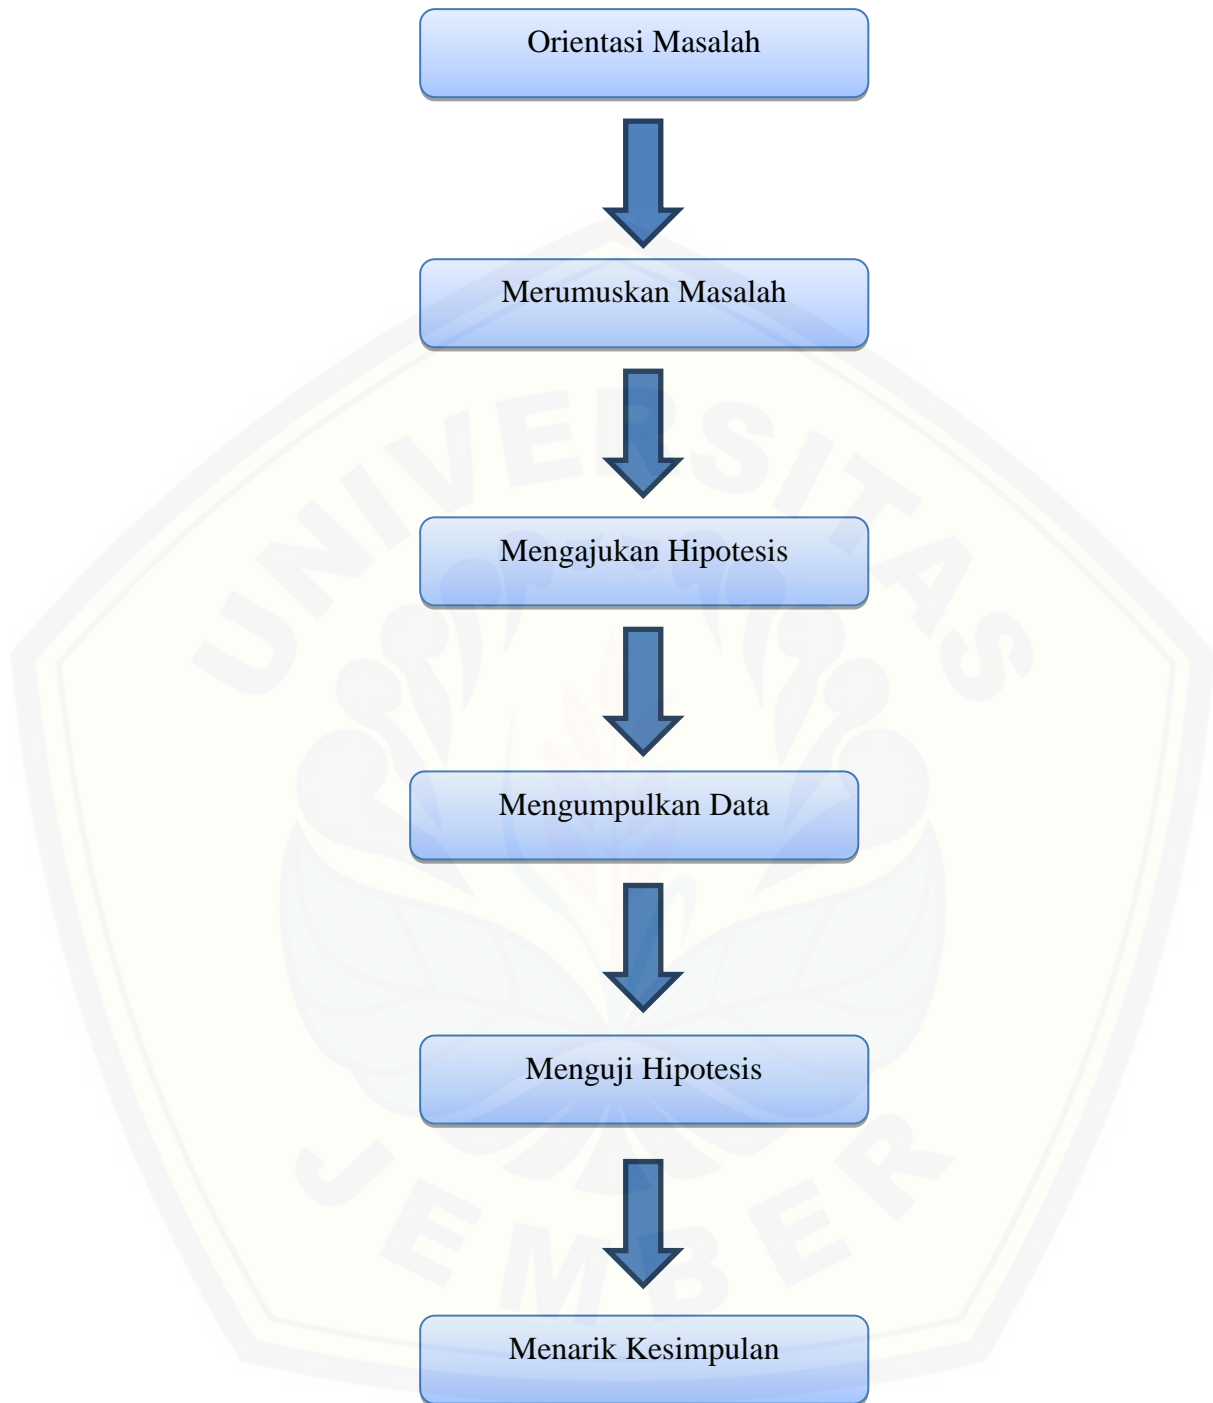 Orientasi Masalah
Merumuskan Masalah
UNIVERSITAS
Mengajukan Hipotesis
Mengumpulkan Data
Menguji Hipotesis
JEMBER
Menarik Kesimpulan